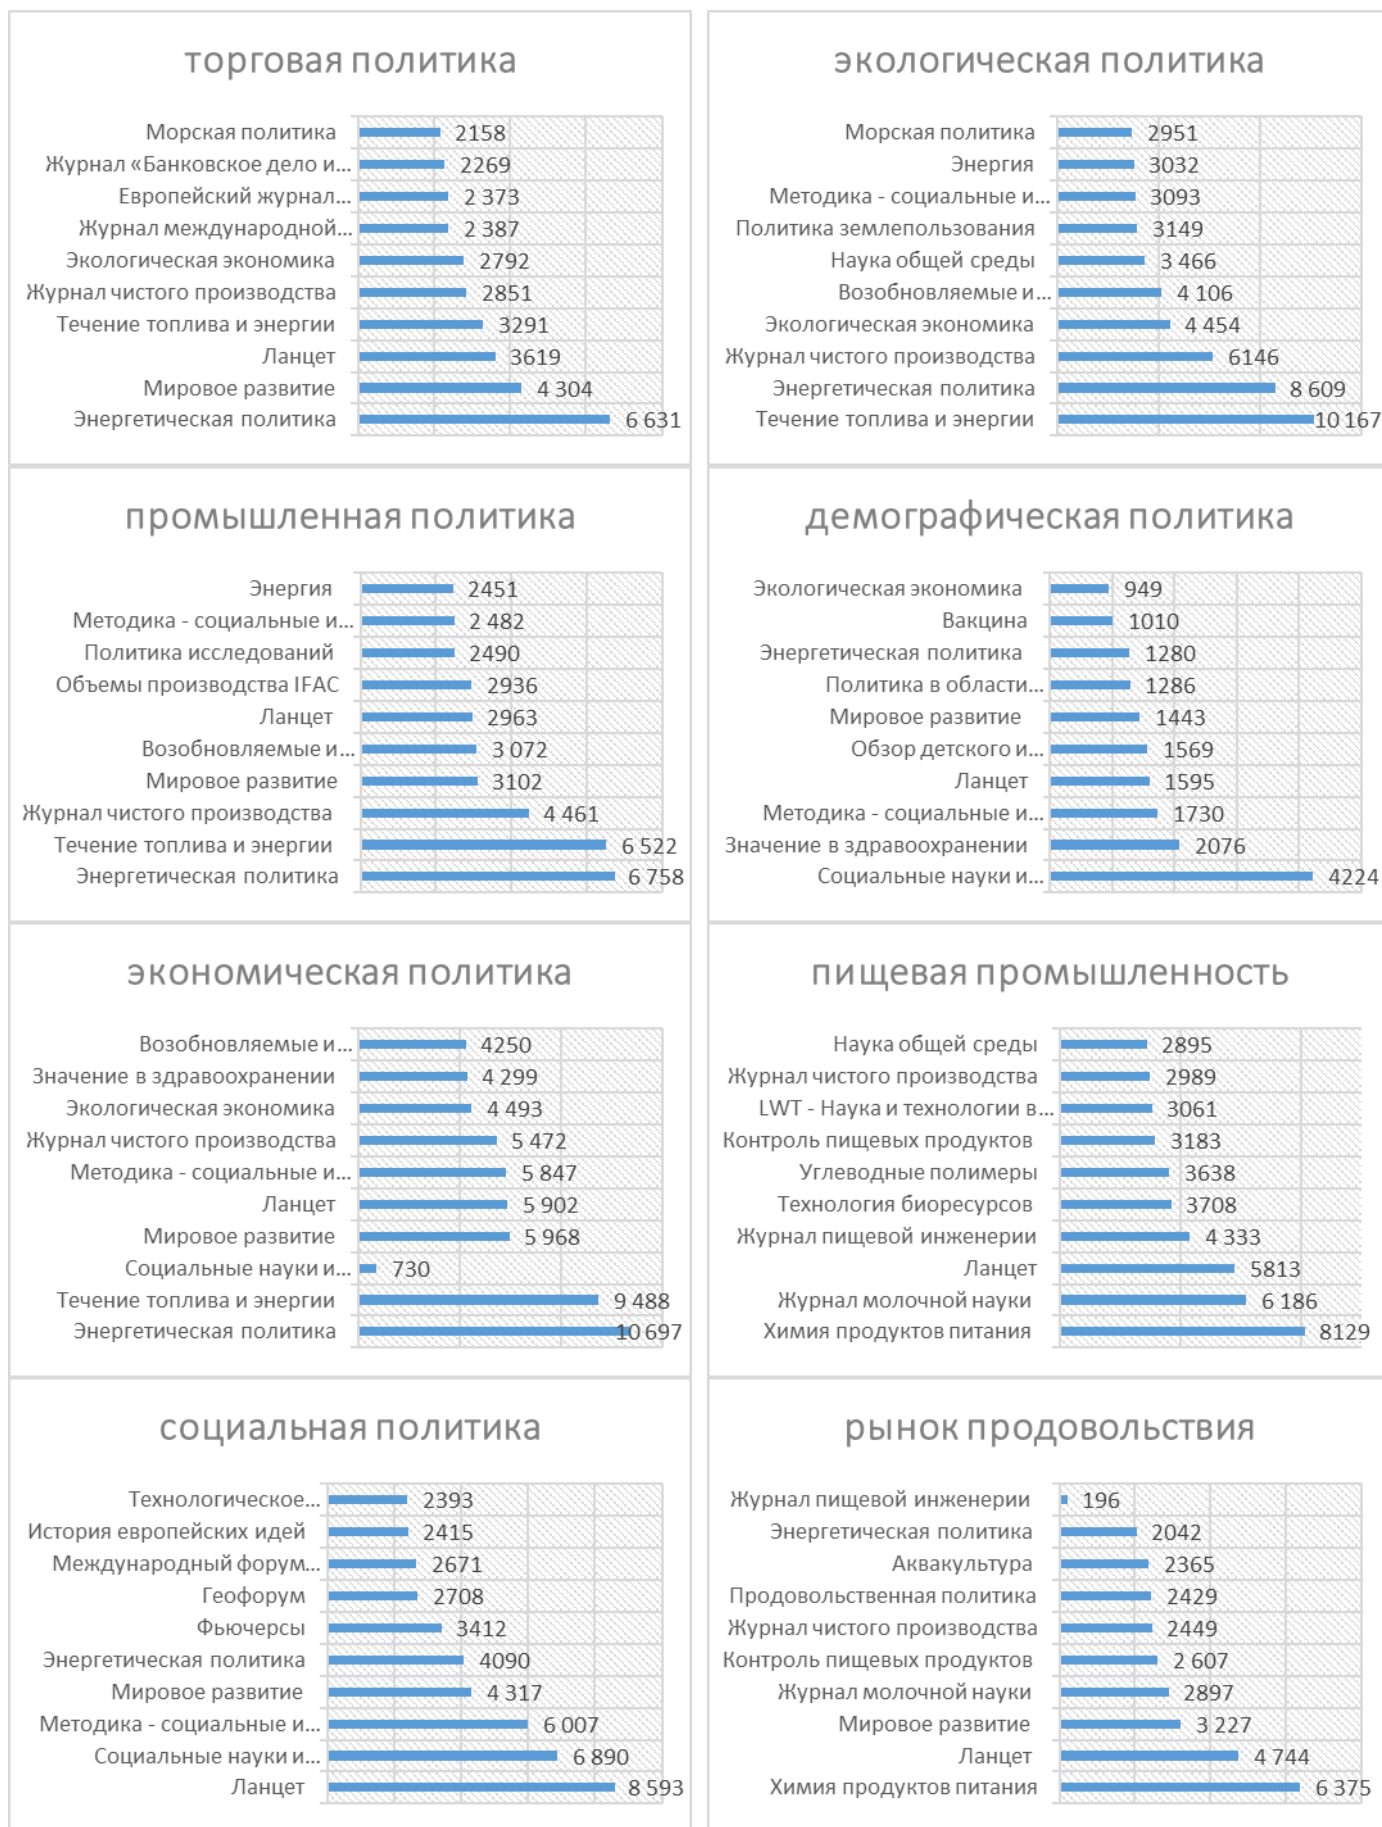 торговая политика
Морская политика 2158
Журнал «Банковское дело и... 2269
Европейский журнал... 2 373
Журнал международной... 2 387
Экологическая экономика 2792
Журнал чистого производства 2851
Течение топлива и энергии 3291
Ланцет 3619
Мировое развитие 4 304
Энергетическая политика 6 631
экологическая политика
Морская политика 2951
Энергия 3032
Методика - социальные и... 3093
Политика землепользования 3149
Наука общей среды 3 466
Возобновляемые и... 4 106
Экологическая экономика 4 454
Журнал чистого производства 6146
Энергетическая политика 8 609
Течение топлива и энергии 10 167
промышленная политика
Энергия 2451
Методика - социальные и... 2 482
Политика исследований 2490
Объемы производства IFAC 2936
Ланцет 2963
Возобновляемые и... 3 072
Мировое развитие 3102
Журнал чистого производства 4 461
Течение топлива и энергии 6 522
Энергетическая политика 6 758
демографическая политика
Экологическая экономика 949
Вакцина 1010
Энергетическая политика 1280
Политика в области... 1286
Мировое развитие 1443
Обзор детского и... 1569
Ланцет 1595
Методика - социальные и... 1730
Значение в здравоохранении 2076
Социальные науки и... 4224
экономическая политика
Возобновляемые и... 4250
Значение в здравоохранении 4 299
Экологическая экономика 4 493
Журнал чистого производства 5 472
Методика - социальные и... 5 847
Ланцет 5 902
Мировое развитие 5 968
Социальные науки и... 730
Течение топлива и энергии 9 488
Энергетическая политика 10 697
пищевая промышленность
Наука общей среды 2895
Журнал чистого производства 2989
LWT - Наука и технологии в... 3061
Контроль пищевых продуктов 3183
Углеводные полимеры 3638
Технология биоресурсов 3708
Журнал пищевой инженерии 4 333
Ланцет 5813
Журнал молочной науки 6 186
Химия продуктов питания 8129
социальная политика
Технологическое... 2393
История европейских идей 2415
Международный форум... 2671
Геофорум 2708
Фьючерсы 3412
Энергетическая политика 4090
Мировое развитие 4 317
Методика - социальные и... 6 007
Социальные науки и... 6 890
Ланцет 8 593
рынок продовольствия
Журнал пищевой инженерии 196
Энергетическая политика 2042
Аквакультура 2365
Продовольственная политика 2429
Журнал чистого производства 2449
Контроль пищевых продуктов 2 607
Журнал молочной науки 2897
Мировое развитие 3 227
Ланцет 4 744
Химия продуктов питания 6 375